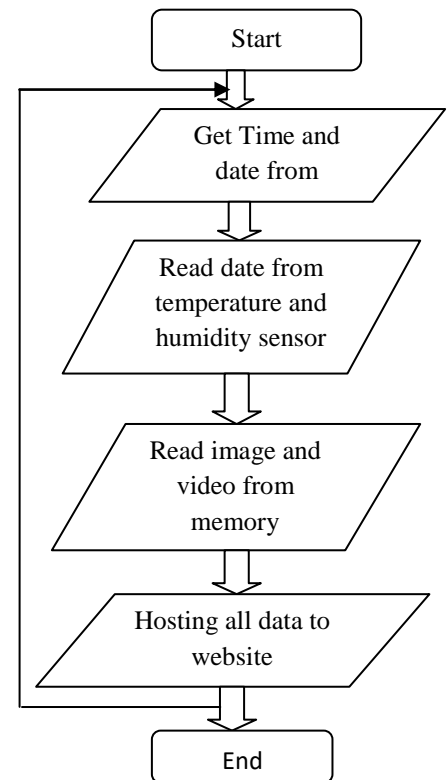 Start
Get Time and
date from
Read date from
temperature and
humidity sensor
Read image and
video from
memory
Hosting all data to
website
End